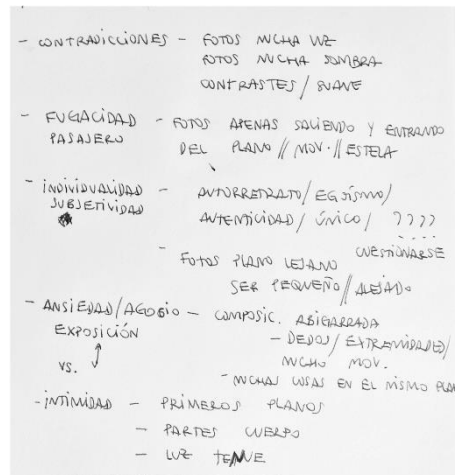 - CONTRADICCIONES - FOTOS MUCHA LUZ
FOTOS MUCHA SOMBRA
CONTRASTES / SUAVE
- FUGACIDAD - FOTOS APENAS SALIENDO Y ENTRANDO
PASAJERO DEL PLANO // MOV. // ESTELA
- INDIVIDUALIDAD - AUTORRETRATO / EGOÍSMO /
SUBJETIVIDAD AUTENTICIDAD / ÚNICO / ????
CUESTIONARSE
- FOTOS PLANO LEJANO
SER PEQUEÑO // ALEJADO
- ANSIEDAD / AGOBIO - COMPOSIC. ABIGARRADA
EXPOSICIÓN - DEDOS / EXTREMIDADES /
VS. MUCHO MOV.
- MUCHAS COSAS EN EL MISMO PLAN
- INTIMIDAD - PRIMEROS PLANOS
- PARTES CUERPO
- LUZ TENUE